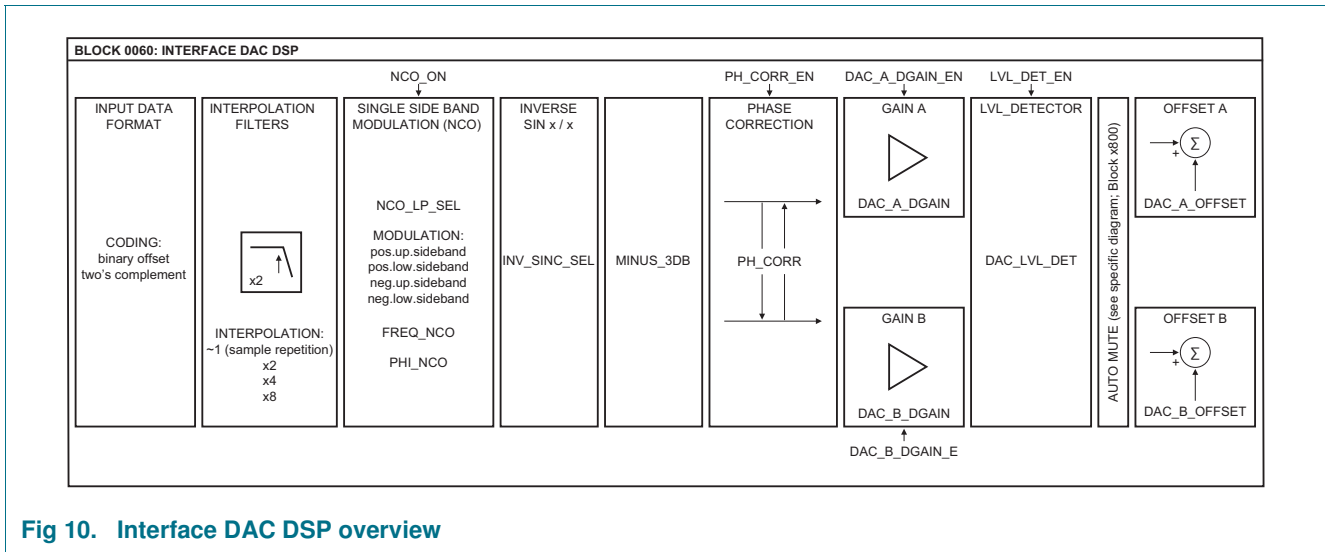 BLOCK 0060: INTERFACE DAC DSP
NCO_ON
PH_CORR_EN
DAC_A_DGAIN_EN
LVL_DET_EN
INPUT DATA
FORMAT
CODING:
binary offset
two's complement
INTERPOLATION
FILTERS
x2
INTERPOLATION:
~1 (sample repetition)
x2
x4
x8
SINGLE SIDE BAND
MODULATION (NCO)
NCO_LP_SEL
MODULATION:
pos.up.sideband
pos.low.sideband
neg.up.sideband
neg.low.sideband
FREQ_NCO
PHI_NCO
INVERSE
SIN x / x
INV_SINC_SEL
MINUS_3DB
PHASE
CORRECTION
PH_CORR
GAIN A
DAC_A_DGAIN
GAIN B
DAC_B_DGAIN
DAC_B_DGAIN_E
LVL_DETECTOR
DAC_LVL_DET
AUTO MUTE (see specific diagram; Block x800)
OFFSET A
Σ
+
DAC_A_OFFSET
OFFSET B
Σ
+
DAC_B_OFFSET
Fig 10. Interface DAC DSP overview